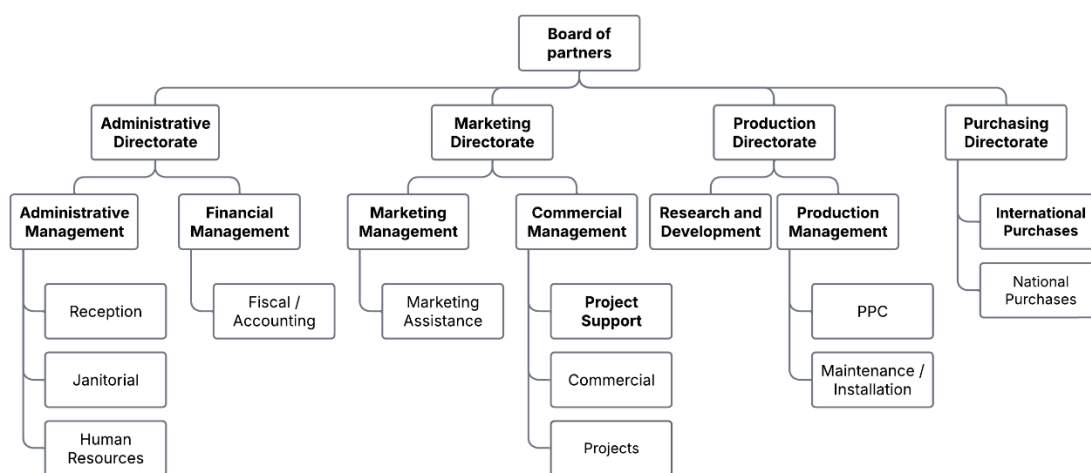 Board of
partners
Administrative
Directorate
Marketing
Directorate
Production
Directorate
Purchasing
Directorate
Administrative
Management
Financial
Management
Marketing
Management
Commercial
Management
Research and
Development
Production
Management
International
Purchases
Reception
Fiscal /
Accounting
Marketing
Assistance
Project
Support
PPC
National
Purchases
Janitorial
Commercial
Maintenance /
Installation
Human
Resources
Projects